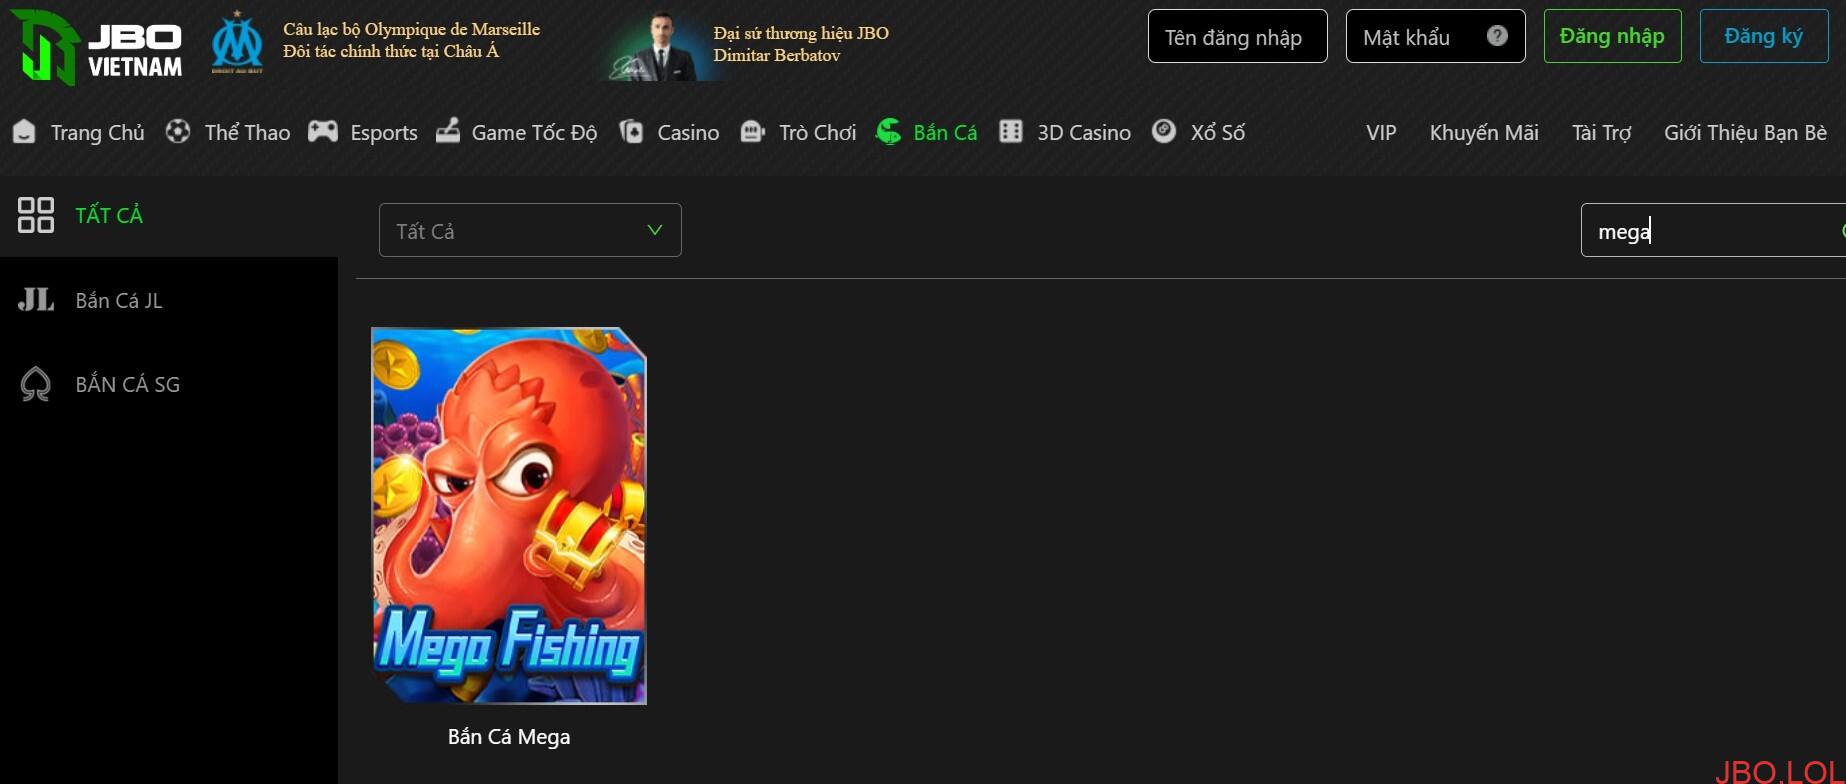 JBO
VIETNAM
Câu lạc bộ Olympique de Marseille
Đối tác chính thức tại Châu Á
Đại sứ thương hiệu JBO
Dimitar Berbatov
Tên đăng nhập
Mật khẩu
Đăng nhập
Đăng ký
Trang Chủ
Thể Thao
Esports
Game Tốc Độ
Casino
Trò Chơi
Bắn Cá
3D Casino
Xổ Số
VIP
Khuyến Mãi
Tài Trợ
Giới Thiệu Bạn Bè
TẤT CẢ
Tất Cả
mega
JL
Bắn Cá JL
BẮN CÁ SG
Mega Fishing
Bắn Cá Mega
JBO.LOL